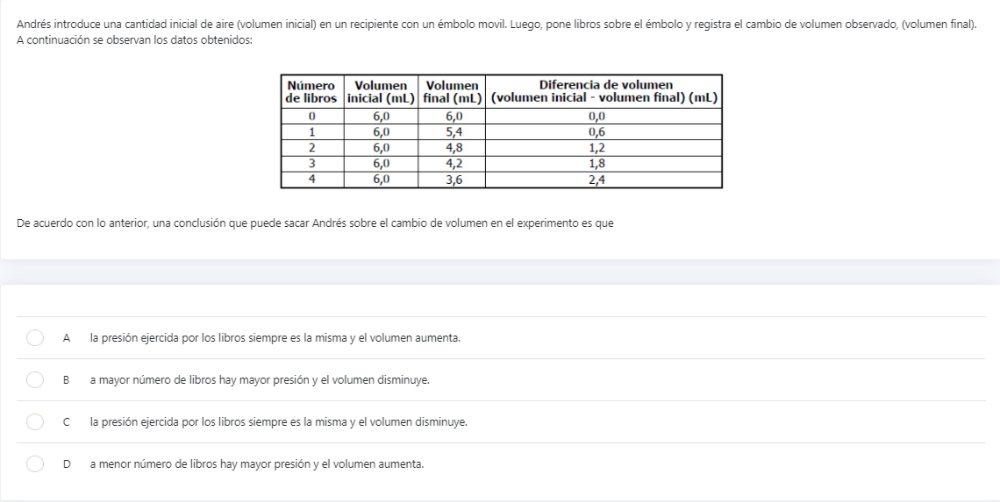 Andrés introduce una cantidad inicial de aire (volumen inicial) en un recipiente con un émbolo movil. Luego, pone libros sobre el émbolo y registra el cambio de volumen observado, (volumen final).
A continuación se observan los datos obtenidos:
Número de libros | Volumen inicial (mL) | Volumen final (mL) | Diferencia de volumen (volumen inicial - volumen final) (mL)
0 6,0 6,0 0,0
1 6,0 5,4 0,6
2 6,0 4,8 1,2
3 6,0 4,2 1,8
4 6,0 3,6 2,4
De acuerdo con lo anterior, una conclusión que puede sacar Andrés sobre el cambio de volumen en el experimento es que
A la presión ejercida por los libros siempre es la misma y el volumen aumenta.
B a mayor número de libros hay mayor presión y el volumen disminuye.
C la presión ejercida por los libros siempre es la misma y el volumen disminuye.
D a menor número de libros hay mayor presión y el volumen aumenta.